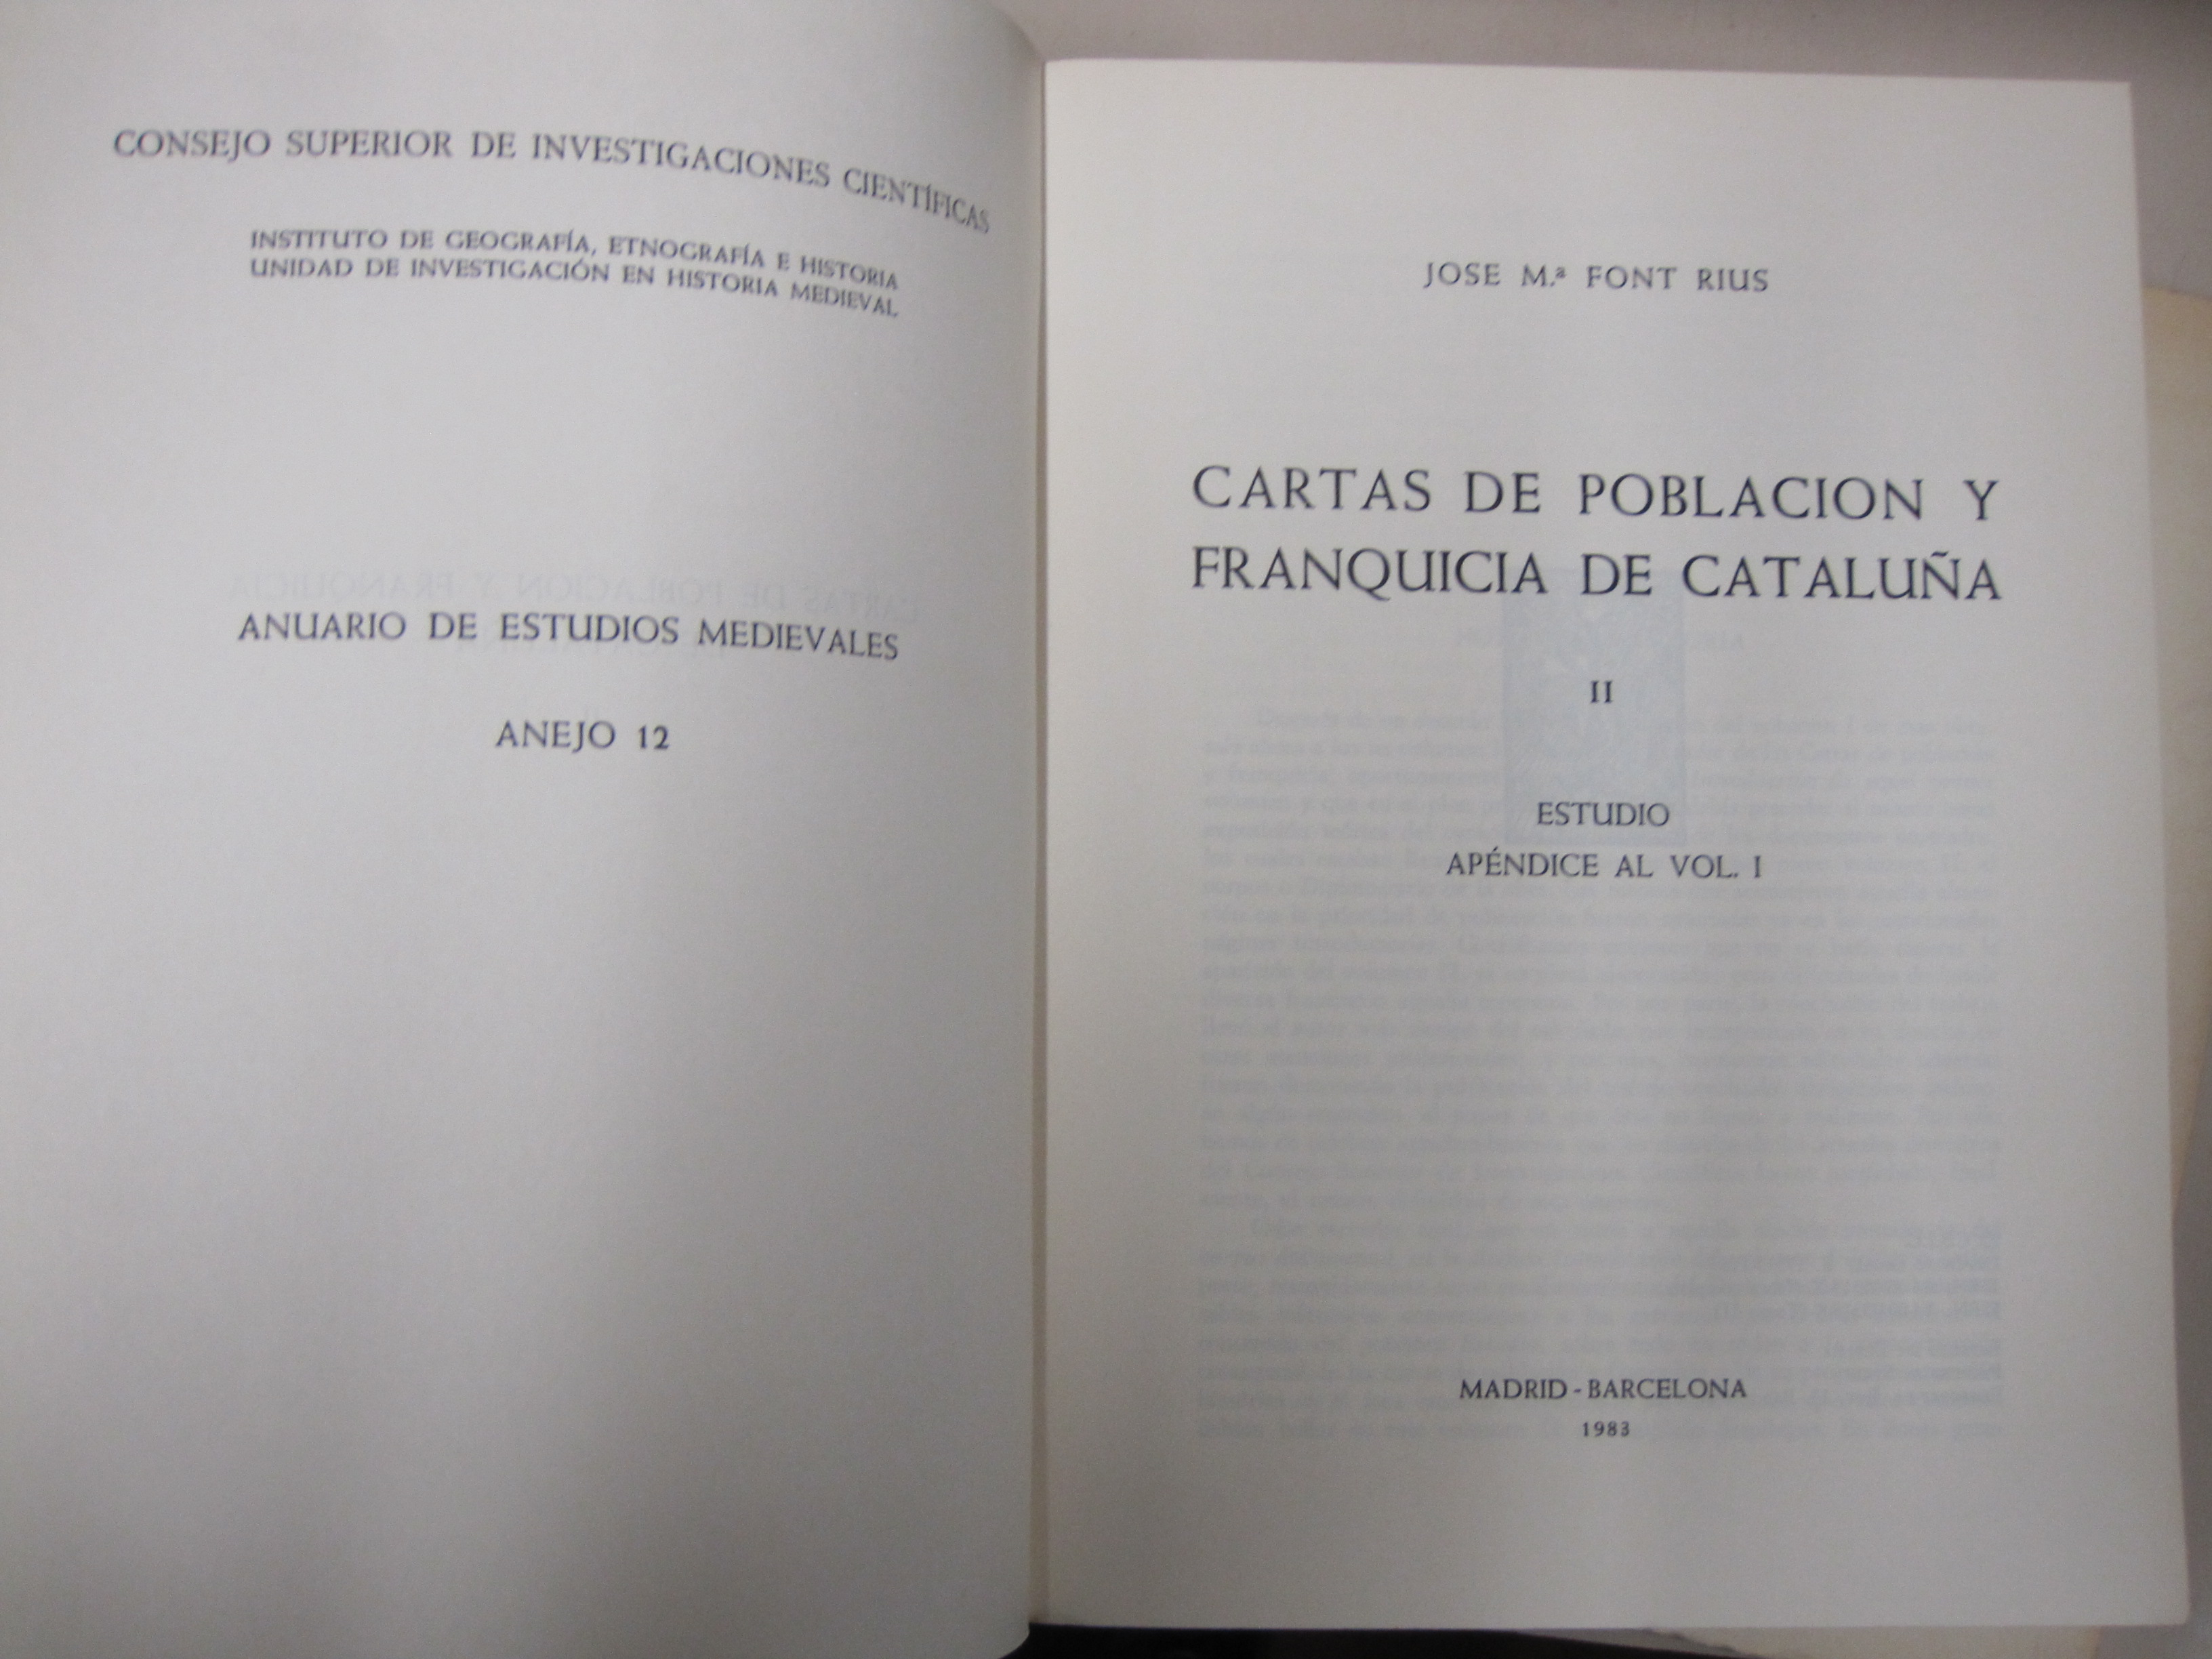 CONSEJO SUPERIOR DE INVESTIGACIONES CIENTÍFICAS
INSTITUTO DE GEOGRAFÍA, ETNOGRAFÍA E HISTORIA
UNIDAD DE INVESTIGACIÓN EN HISTORIA MEDIEVAL
ANUARIO DE ESTUDIOS MEDIEVALES
ANEJO 12
JOSE M.ª FONT RIUS
CARTAS DE POBLACION Y
FRANQUICIA DE CATALUÑA
II
ESTUDIO
APÉNDICE AL VOL. I
MADRID - BARCELONA
1983